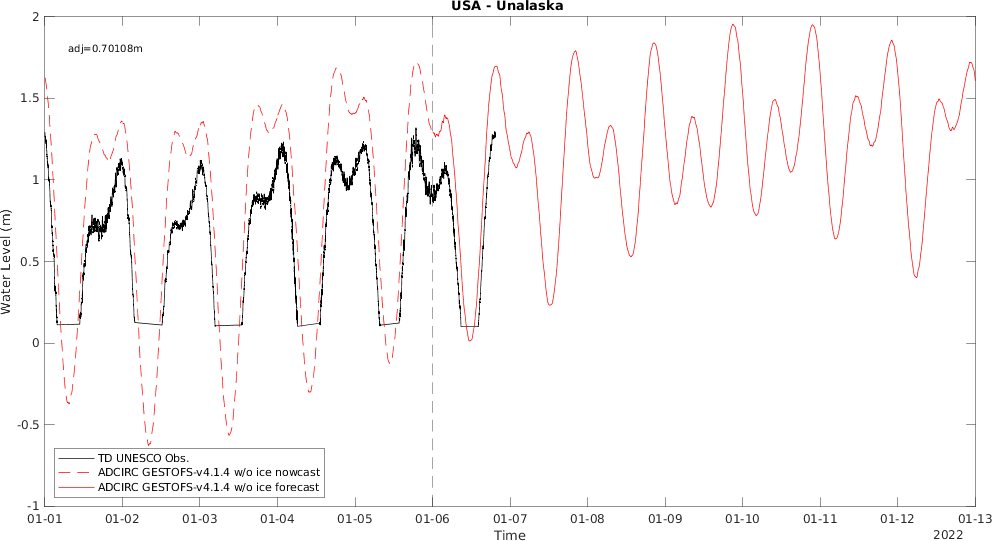 USA - Unalaska
adj=0.70108m
2
1.5
1
0.5
0
-0.5
-1
Water Level (m)
TD UNESCO Obs.
ADCIRC GESTOFS-v4.1.4 w/o ice nowcast
ADCIRC GESTOFS-v4.1.4 w/o ice forecast
01-01 01-02 01-03 01-04 01-05 01-06 01-07 01-08 01-09 01-10 01-11 01-12 01-13
Time
2022